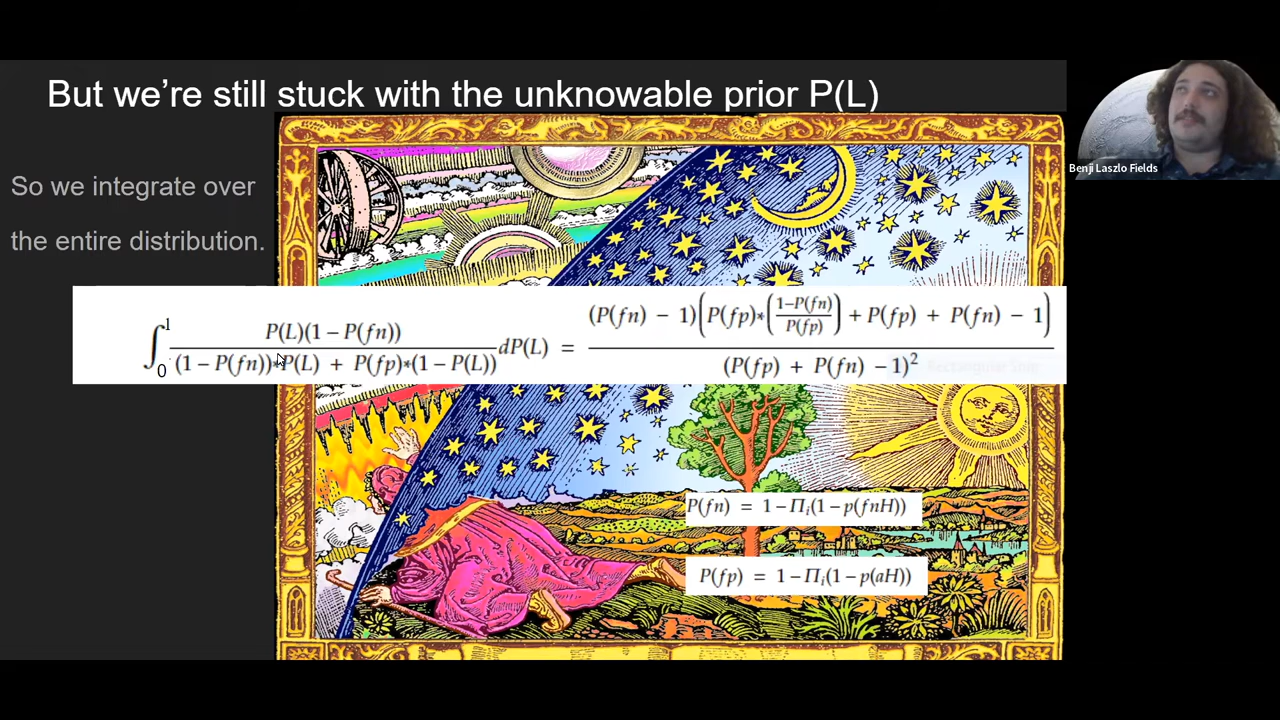 But we're still stuck with the unknowable prior P(L)
Benji Laszlo Fields
So we integrate over
the entire distribution.
∫₀¹ P(L)(1 − P(fn)) / ((1 − P(fn))*P(L) + P(fp)*(1 − P(L))) dP(L) = (P(fn) − 1)(P(fp)*((1−P(fn))/P(fp)) + P(fp) + P(fn) − 1) / (P(fp) + P(fn) −1)²
Rectangular Snip
P(fn) = 1−Π_i(1−p(fnH))
P(fp) = 1−Π_i(1−p(aH))